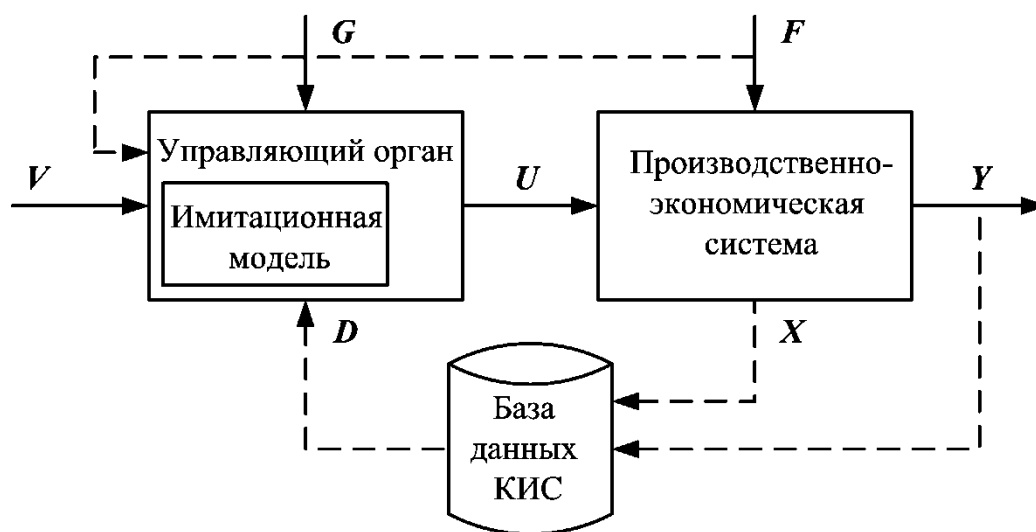 G
F
Управляющий орган
Имитационная
модель
V
U
Производственно-
экономическая
система
Y
D
X
База
данных
КИС